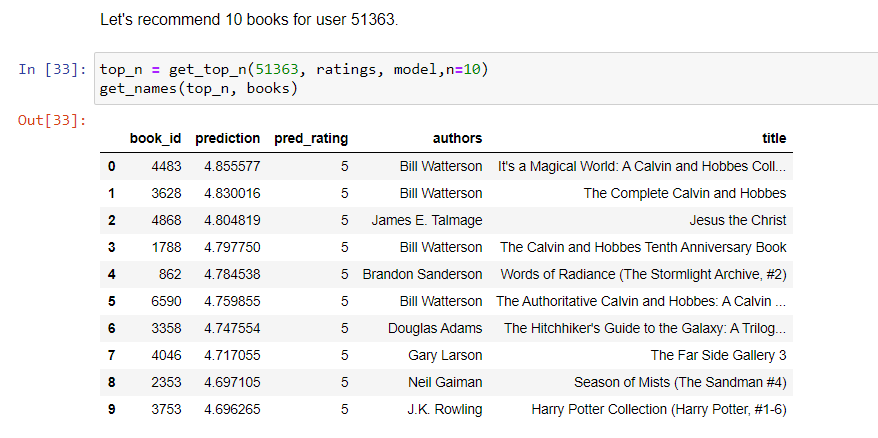 Let's recommend 10 books for user 51363.
In [33]: top_n = get_top_n(51363, ratings, model,n=10)
get_names(top_n, books)
Out[33]:
book_id prediction pred_rating authors title
0 4483 4.855577 5 Bill Watterson It's a Magical World: A Calvin and Hobbes Coll...
1 3628 4.830016 5 Bill Watterson The Complete Calvin and Hobbes
2 4868 4.804819 5 James E. Talmage Jesus the Christ
3 1788 4.797750 5 Bill Watterson The Calvin and Hobbes Tenth Anniversary Book
4 862 4.784538 5 Brandon Sanderson Words of Radiance (The Stormlight Archive, #2)
5 6590 4.759855 5 Bill Watterson The Authoritative Calvin and Hobbes: A Calvin ...
6 3358 4.747554 5 Douglas Adams The Hitchhiker's Guide to the Galaxy: A Trilog...
7 4046 4.717055 5 Gary Larson The Far Side Gallery 3
8 2353 4.697105 5 Neil Gaiman Season of Mists (The Sandman #4)
9 3753 4.696265 5 J.K. Rowling Harry Potter Collection (Harry Potter, #1-6)